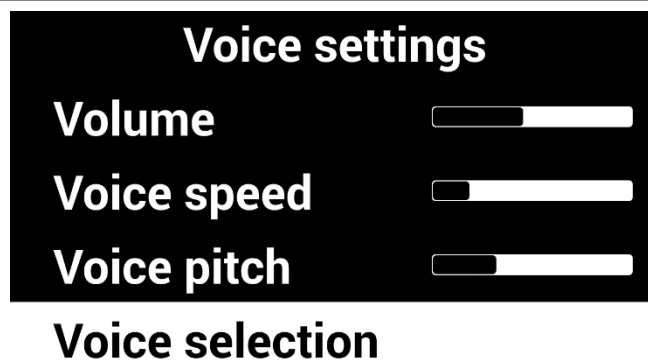 Voice settings
Volume
Voice speed
Voice pitch
Voice selection